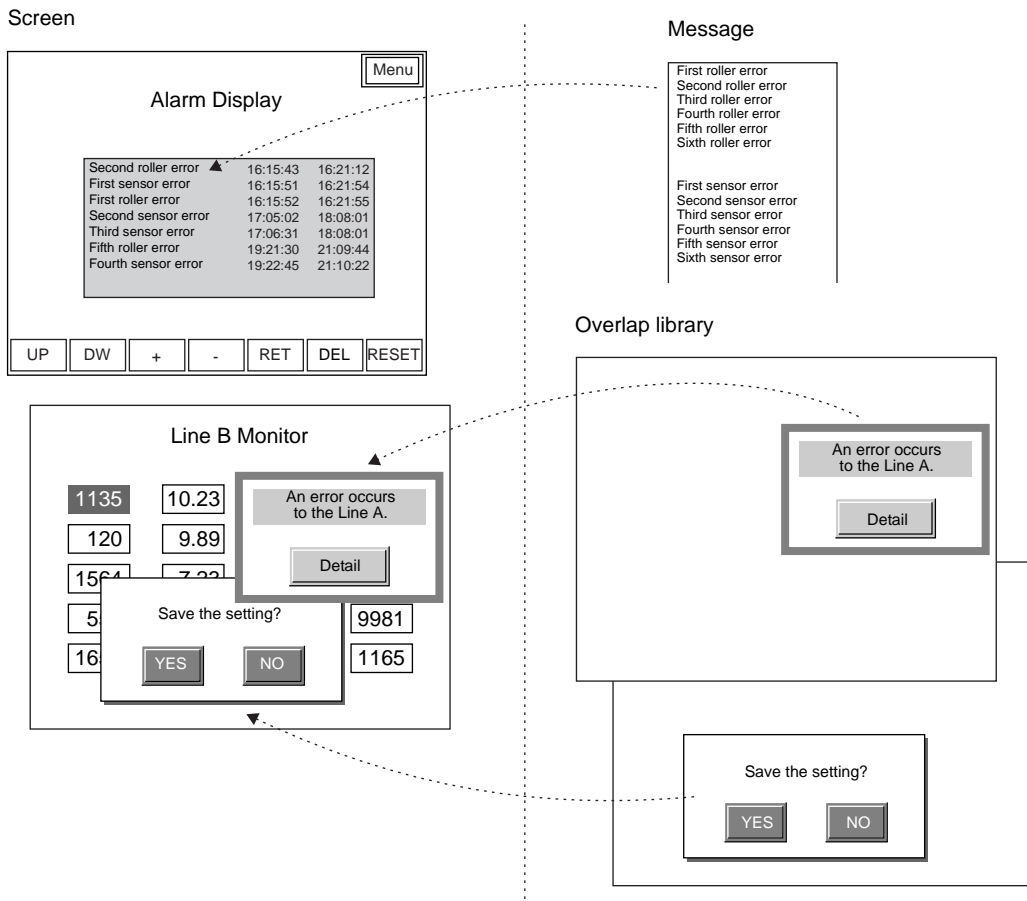 Screen
Message
Menu
Alarm Display
Second roller error 16:15:43 16:21:12
First sensor error 16:15:51 16:21:54
First roller error 16:15:52 16:21:55
Second sensor error 17:05:02 18:08:01
Third sensor error 17:06:31 18:08:01
Fifth roller error 19:21:30 21:09:44
Fourth sensor error 19:22:45 21:10:22
UP DW + - RET DEL RESET
First roller error
Second roller error
Third roller error
Fourth roller error
Fifth roller error
Sixth roller error
First sensor error
Second sensor error
Third sensor error
Fourth sensor error
Fifth sensor error
Sixth sensor error
Overlap library
Line B Monitor
1135 10.23
120 9.89
9981
1165
An error occurs
to the Line A.
Detail
Save the setting?
YES NO
An error occurs
to the Line A.
Detail
Save the setting?
YES NO